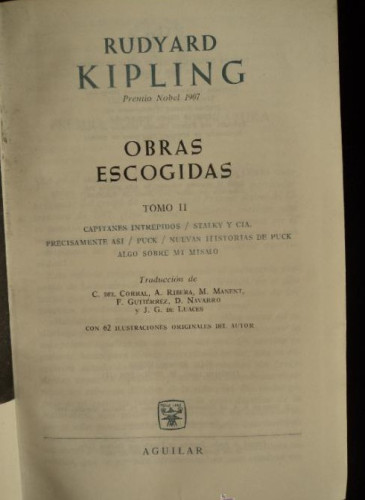 RUDYARD
KIPLING
Premio Nobel 1907
OBRAS
ESCOGIDAS
TOMO II
CAPITANES INTREPIDOS / STALKY Y CIA.
PRECISAMENTE ASI / PUCK / NUEVAS HISTORIAS DE PUCK
ALGO SOBRE MI MISMO
Traducción de
C. DEL CORRAL, A. RIBERA, M. MANENT,
F. GUTIÉRREZ, D. NAVARRO
y J. G. DE LUACES
CON 62 ILUSTRACIONES ORIGINALES DEL AUTOR
AGUILAR